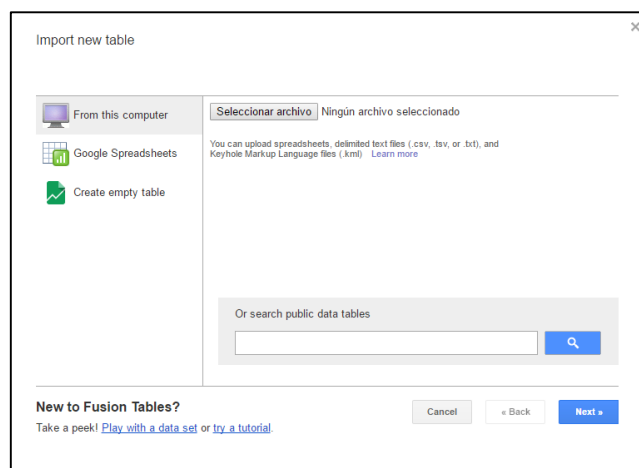 Import new table
×
From this computer
Google Spreadsheets
Create empty table
Seleccionar archivo Ningún archivo seleccionado
You can upload spreadsheets, delimited text files (.csv, .tsv, or .txt), and
Keyhole Markup Language files (.kml) Learn more
Or search public data tables
New to Fusion Tables?
Take a peek! Play with a data set or try a tutorial.
Cancel
« Back
Next »